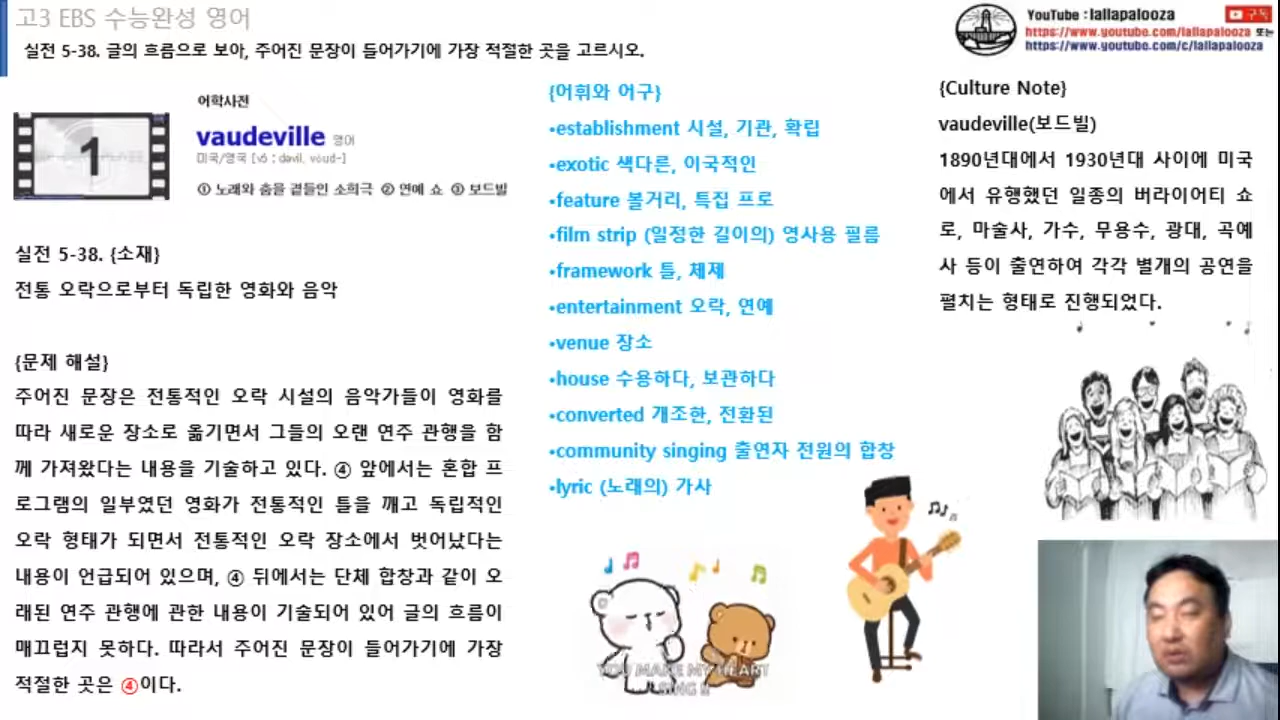 고3 EBS 수능완성 영어
실전 5-38. 글의 흐름으로 보아, 주어진 문장이 들어가기에 가장 적절한 곳을 고르시오.
YouTube : lallapalooza
구독
https://www.youtube.com/lallapalooza 또는
https://www.youtube.com/c/lallapalooza
1
어학사전
vaudeville 영어
미국/영국 [vɔ́ːdəvil, vóud-]
① 노래와 춤을 곁들인 소희극 ② 연예 쇼 ③ 보드빌
실전 5-38. {소재}
전통 오락으로부터 독립한 영화와 음악
{문제 해설}
주어진 문장은 전통적인 오락 시설의 음악가들이 영화를
따라 새로운 장소로 옮기면서 그들의 오랜 연주 관행을 함
께 가져왔다는 내용을 기술하고 있다. ④ 앞에서는 혼합 프
로그램의 일부였던 영화가 전통적인 틀을 깨고 독립적인
오락 형태가 되면서 전통적인 오락 장소에서 벗어났다는
내용이 언급되어 있으며, ④ 뒤에서는 단체 합창과 같이 오
래된 연주 관행에 관한 내용이 기술되어 있어 글의 흐름이
매끄럽지 못하다. 따라서 주어진 문장이 들어가기에 가장
적절한 곳은 ④이다.
{어휘와 어구}
•establishment 시설, 기관, 확립
•exotic 색다른, 이국적인
•feature 볼거리, 특집 프로
•film strip (일정한 길이의) 영사용 필름
•framework 틀, 체제
•entertainment 오락, 연예
•venue 장소
•house 수용하다, 보관하다
•converted 개조한, 전환된
•community singing 출연자 전원의 합창
•lyric (노래의) 가사
YOU MAKE MY HEART
SING !!
{Culture Note}
vaudeville(보드빌)
1890년대에서 1930년대 사이에 미국
에서 유행했던 일종의 버라이어티 쇼
로, 마술사, 가수, 무용수, 광대, 곡예
사 등이 출연하여 각각 별개의 공연을
펼치는 형태로 진행되었다.